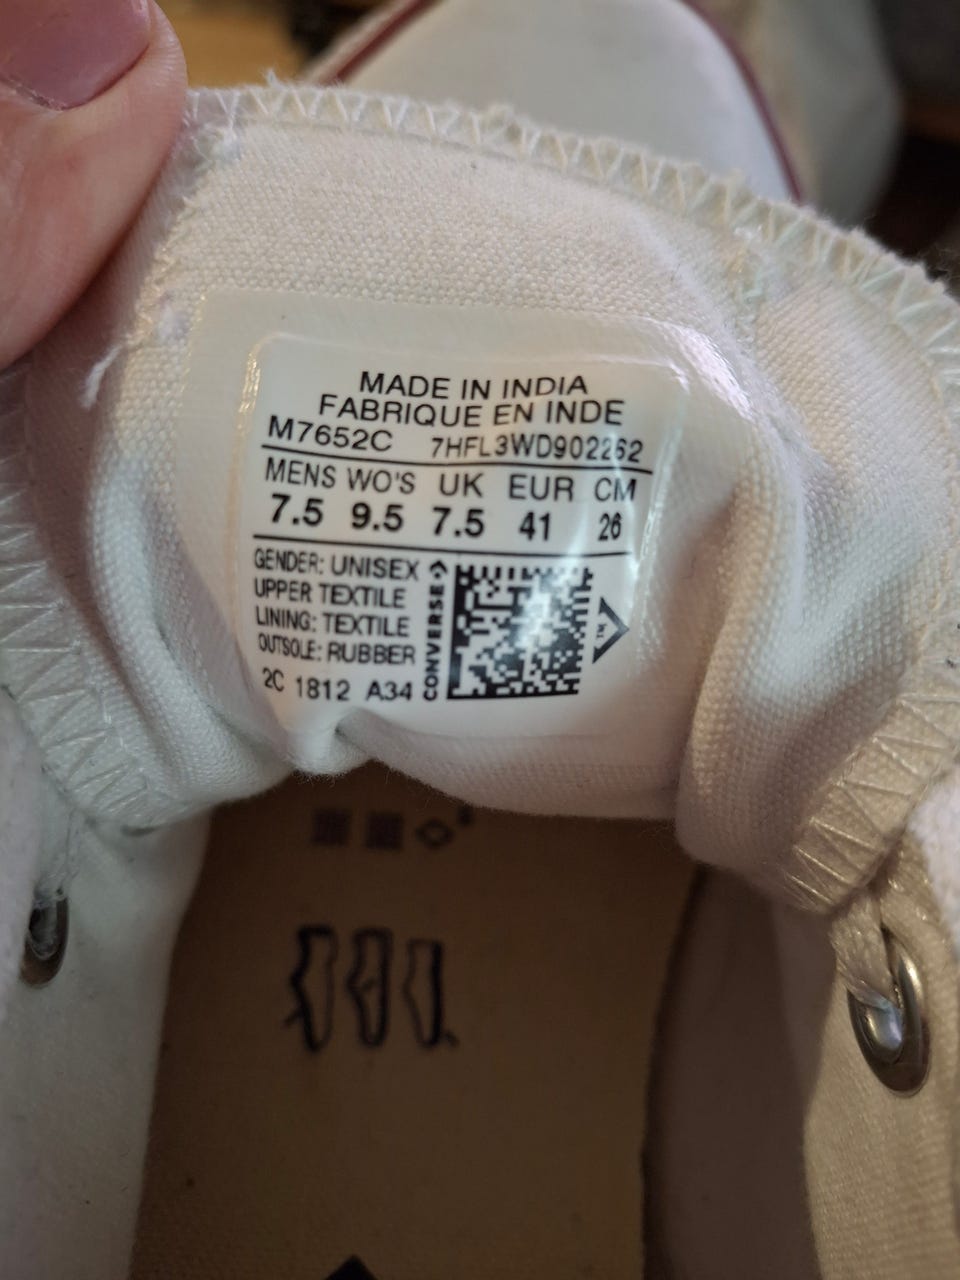 MADE IN INDIA
FABRIQUE EN INDE
M7652C 7HFL3WD902262
MENS WO'S UK EUR CM
7.5 9.5 7.5 41 26
GENDER: UNISEX
UPPER TEXTILE
LINING: TEXTILE
OUTSOLE: RUBBER
2C 1812 A34
CONVERSE
TM